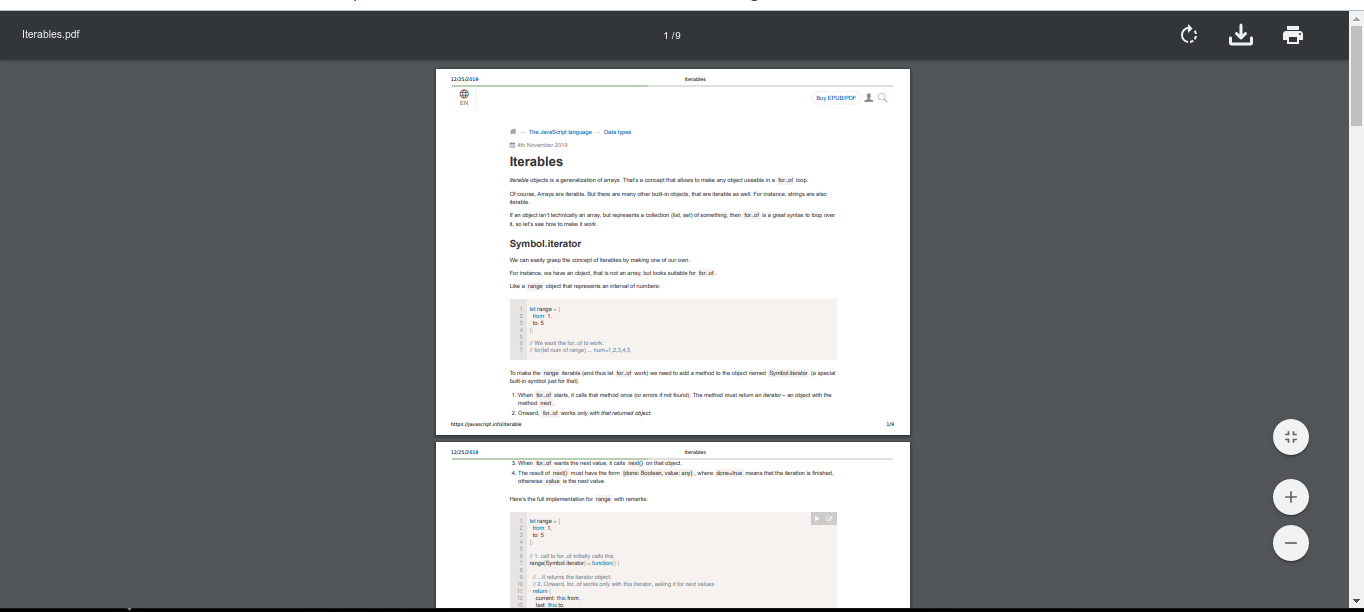 Iterables.pdf
1 / 9
12/25/2019
Iterables
EN
Buy EPUB/PDF
→ The JavaScript language → Data types
4th November 2019
Iterables
Iterable objects is a generalization of arrays. That's a concept that allows to make any object useable in a for..of loop.
Of course, Arrays are iterable. But there are many other built-in objects, that are iterable as well. For instance, strings are also
iterable.
If an object isn't technically an array, but represents a collection (list, set) of something, then for..of is a great syntax to loop over
it, so let's see how to make it work.
Symbol.iterator
We can easily grasp the concept of iterables by making one of our own.
For instance, we have an object, that is not an array, but looks suitable for for..of.
Like a range object that represents an interval of numbers:
1 let range = {
2 from: 1,
3 to: 5
4 };
5
6 // We want the for..of to work:
7 // for(let num of range) ... num=1,2,3,4,5
To make the range iterable (and thus let for..of work) we need to add a method to the object named Symbol.iterator (a special
built-in symbol just for that).
1. When for..of starts, it calls that method once (or errors if not found). The method must return an iterator – an object with the
method next.
2. Onward, for..of works only with that returned object.
https://javascript.info/iterable
1/9
12/25/2019
Iterables
3. When for..of wants the next value, it calls next() on that object.
4. The result of next() must have the form {done: Boolean, value: any}, where done=true means that the iteration is finished,
otherwise value is the next value.
Here's the full implementation for range with remarks:
1 let range = {
2 from: 1,
3 to: 5
4 };
5
6 // 1. call to for..of initially calls this
7 range[Symbol.iterator] = function() {
8
9 // ...it returns the iterator object:
10 // 2. Onward, for..of works only with this iterator, asking it for next values
11 return {
12 current: this.from,
13 last: this.to,